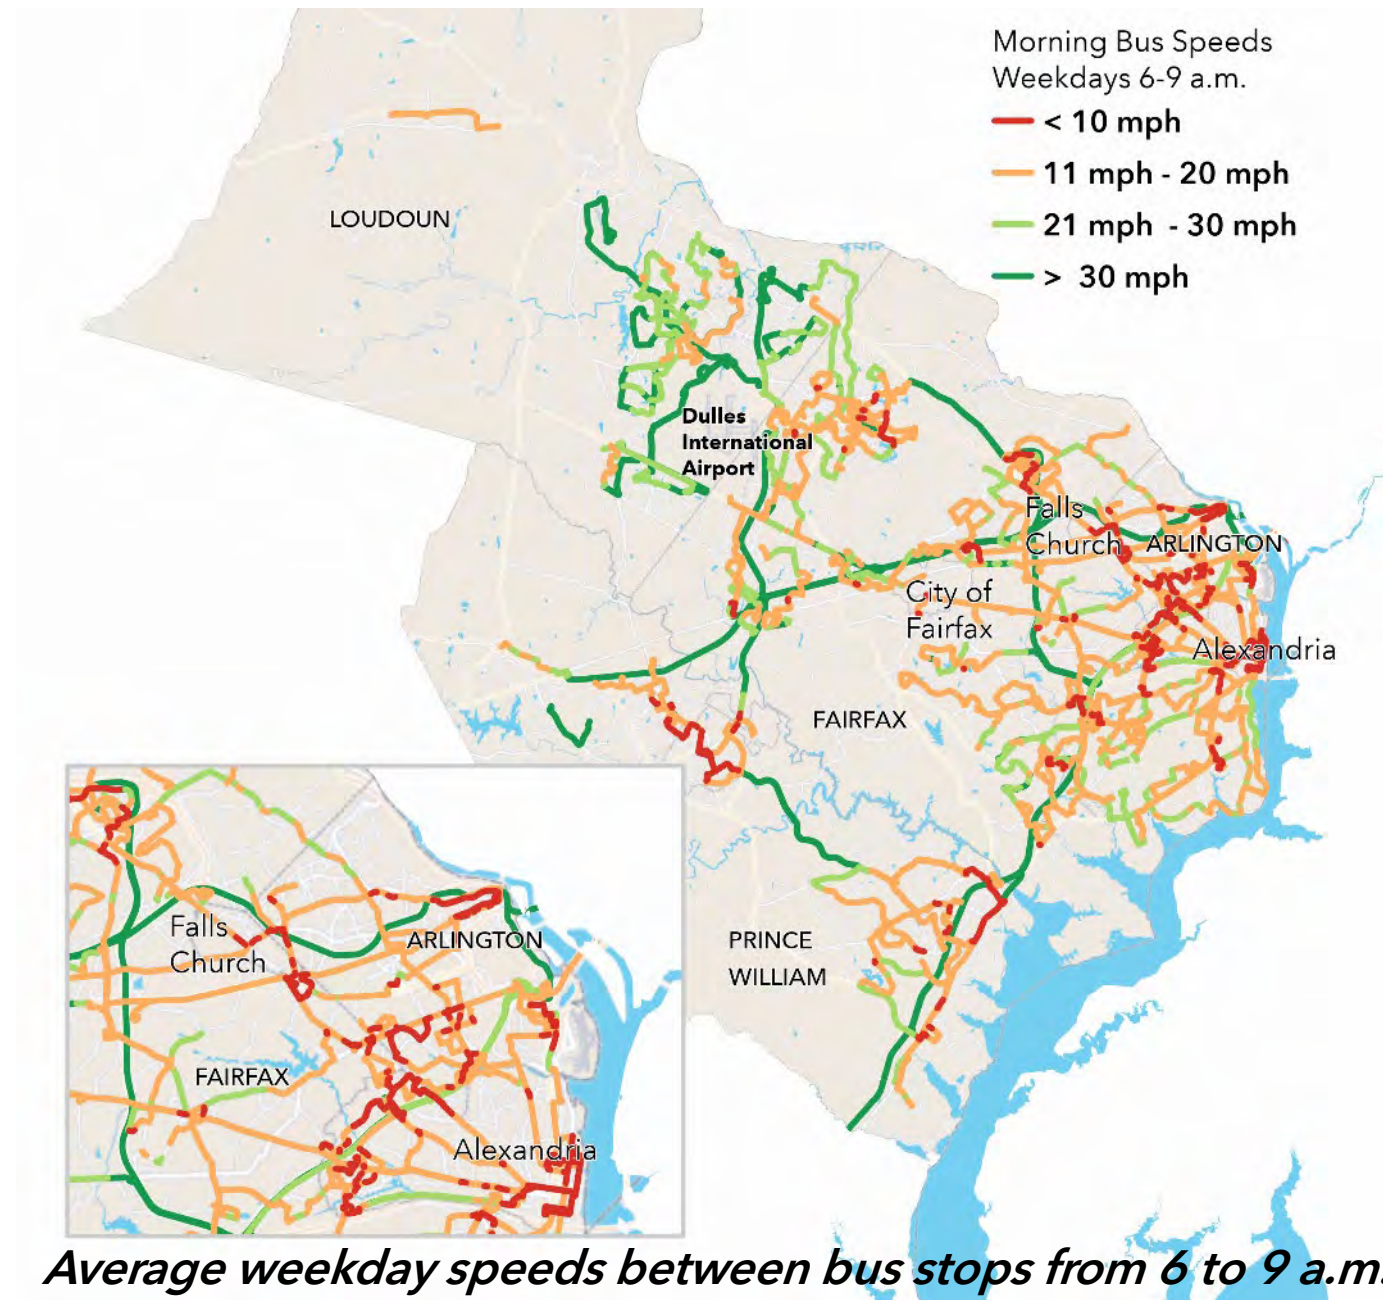 Morning Bus Speeds
Weekdays 6-9 a.m.
< 10 mph
11 mph - 20 mph
21 mph - 30 mph
> 30 mph
LOUDOUN
Dulles
International
Airport
Falls
Church
ARLINGTON
City of
Fairfax
Alexandria
FAIRFAX
PRINCE
WILLIAM
Falls
Church
ARLINGTON
FAIRFAX
Alexandria
Average weekday speeds between bus stops from 6 to 9 a.m.